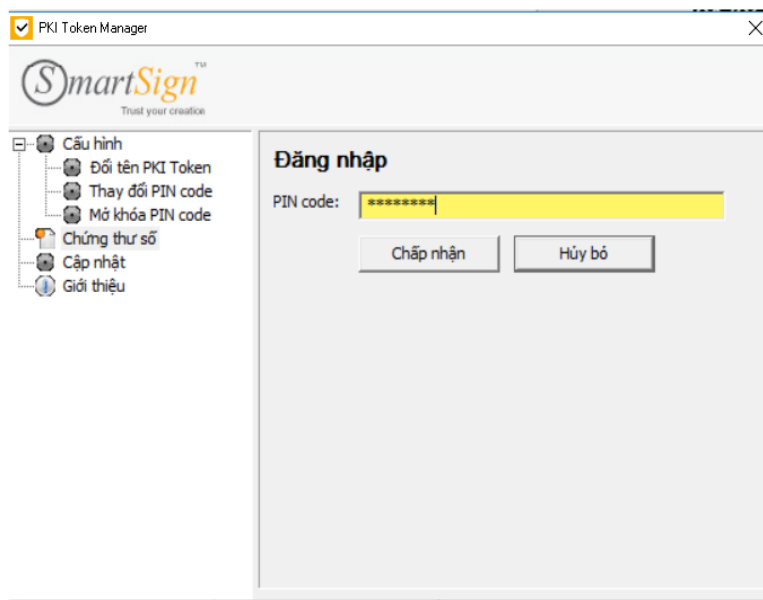 PKI Token Manager
SmartSign TM
Trust your creation
Cấu hình
Đổi tên PKI Token
Thay đổi PIN code
Mở khóa PIN code
Chứng thư số
Cập nhật
Giới thiệu
Đăng nhập
PIN code: ********
Chấp nhận
Hủy bỏ